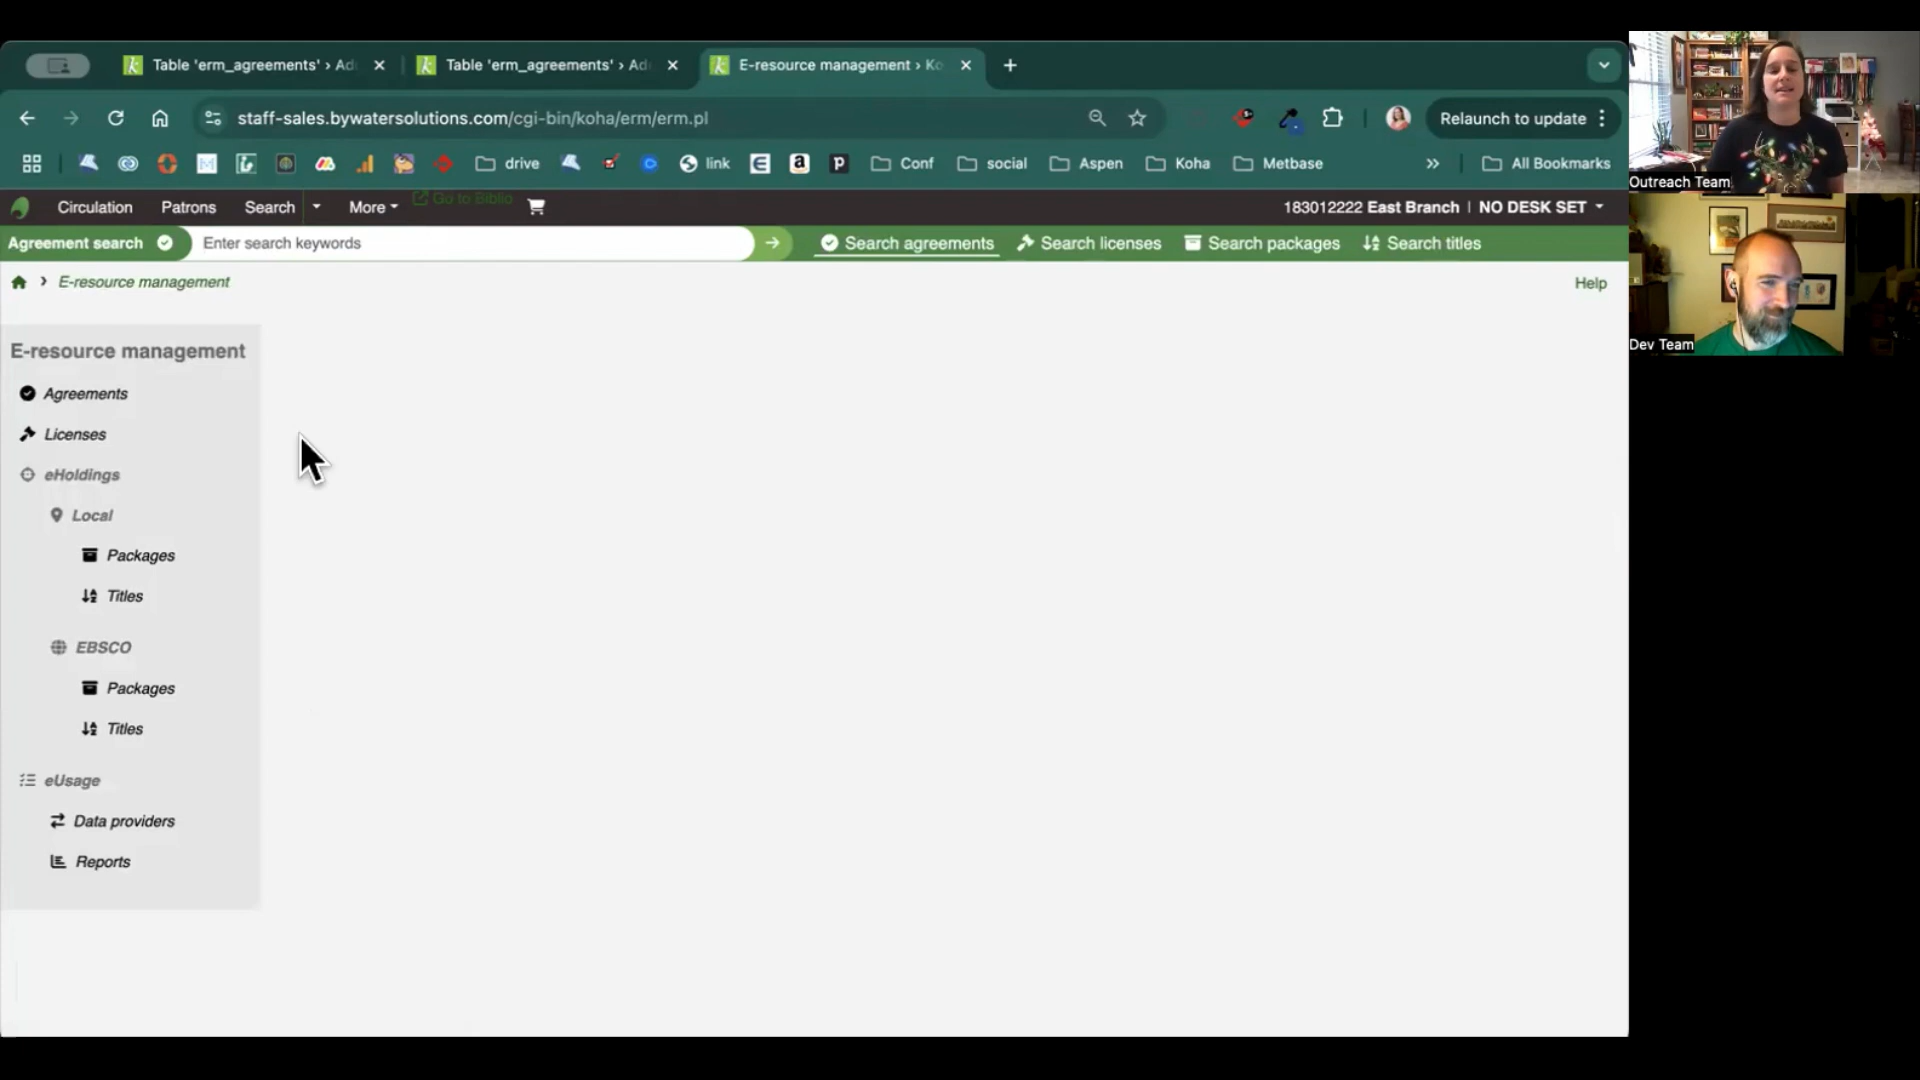 Table 'erm_agreements' › Ad
Table 'erm_agreements' › Ad
E-resource management › Ko
staff-sales.bywatersolutions.com/cgi-bin/koha/erm/erm.pl
Relaunch to update
drive
link
Conf
social
Aspen
Koha
Metbase
All Bookmarks
Circulation
Patrons
Search
More
Go to Biblio
183012222 East Branch | NO DESK SET
Agreement search
Enter search keywords
Search agreements
Search licenses
Search packages
Search titles
E-resource management
Help
E-resource management
Agreements
Licenses
eHoldings
Local
Packages
Titles
EBSCO
Packages
Titles
eUsage
Data providers
Reports
Outreach Team
Dev Team